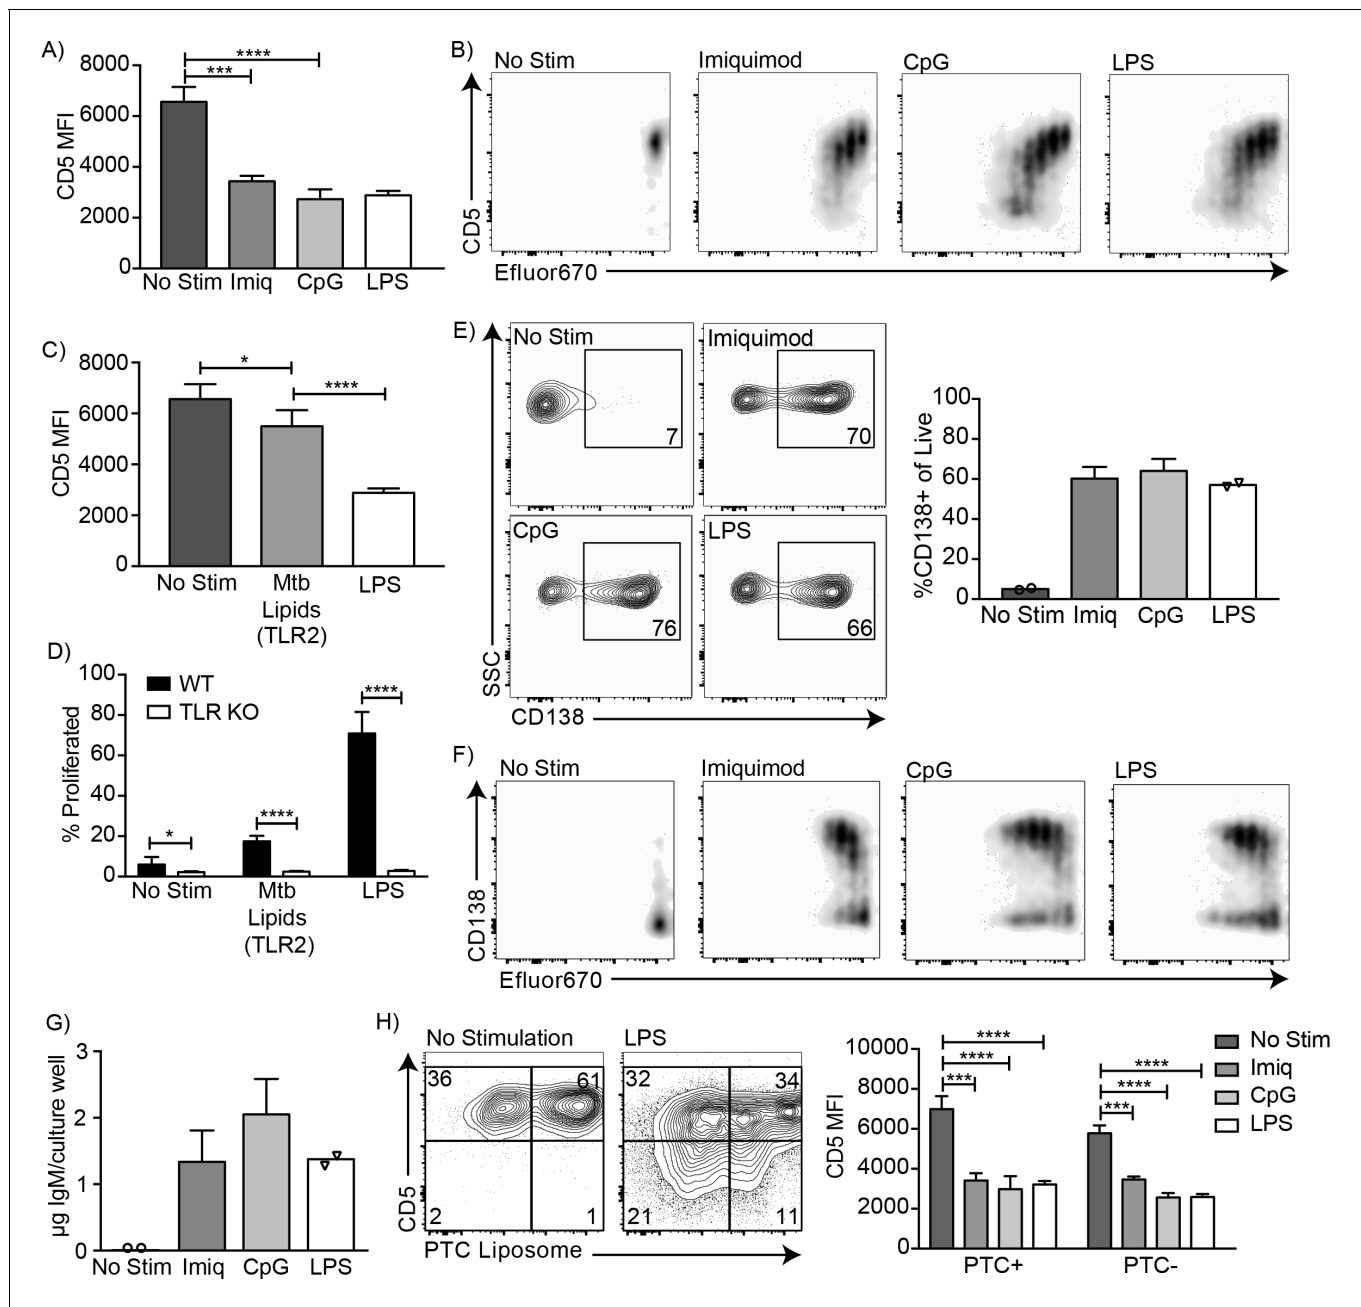 A)
CD5 MFI
8000
6000
4000
2000
0
****
***
No Stim Imiq CpG LPS
B)
No Stim Imiquimod CpG LPS
CD5
Efluor670
C)
CD5 MFI
8000
6000
4000
2000
0
*
****
No Stim Mtb LPS
Lipids
(TLR2)
D)
% Proliferated
100
80
60
40
20
0
WT
TLR KO
*
****
****
No Stim Mtb LPS
Lipids
(TLR2)
E)
No Stim
7
Imiquimod
70
CpG
76
LPS
66
SSC
CD138
%CD138+ of Live
100
80
60
40
20
0
No Stim Imiq CpG LPS
F)
No Stim Imiquimod CpG LPS
CD138
Efluor670
G)
µg IgM/culture well
3
2
1
0
No Stim Imiq CpG LPS
H)
No Stimulation
36 61
2 1
LPS
32 34
21 11
CD5
PTC Liposome
CD5 MFI
10000
8000
6000
4000
2000
0
****
****
***
****
****
***
PTC+ PTC-
No Stim
Imiq
CpG
LPS